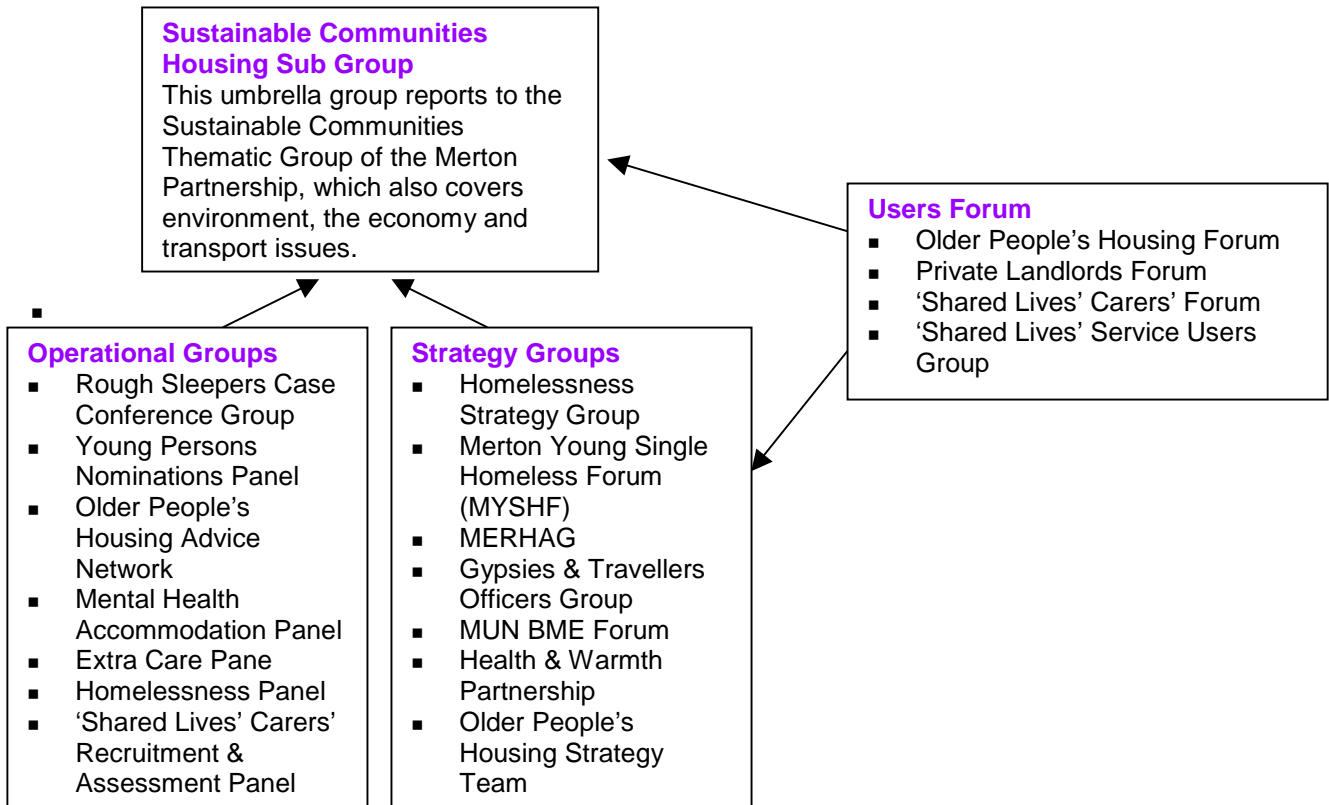 Sustainable Communities
Housing Sub Group
This umbrella group reports to the
Sustainable Communities
Thematic Group of the Merton
Partnership, which also covers
environment, the economy and
transport issues.
Users Forum
▪ Older People’s Housing Forum
▪ Private Landlords Forum
▪ ‘Shared Lives’ Carers’ Forum
▪ ‘Shared Lives’ Service Users
Group
▪
Operational Groups
▪ Rough Sleepers Case
Conference Group
▪ Young Persons
Nominations Panel
▪ Older People’s
Housing Advice
Network
▪ Mental Health
Accommodation Panel
▪ Extra Care Pane
▪ Homelessness Panel
▪ ‘Shared Lives’ Carers’
Recruitment &
Assessment Panel
Strategy Groups
▪ Homelessness
Strategy Group
▪ Merton Young Single
Homeless Forum
(MYSHF)
▪ MERHAG
▪ Gypsies & Travellers
Officers Group
▪ MUN BME Forum
▪ Health & Warmth
Partnership
▪ Older People’s
Housing Strategy
Team